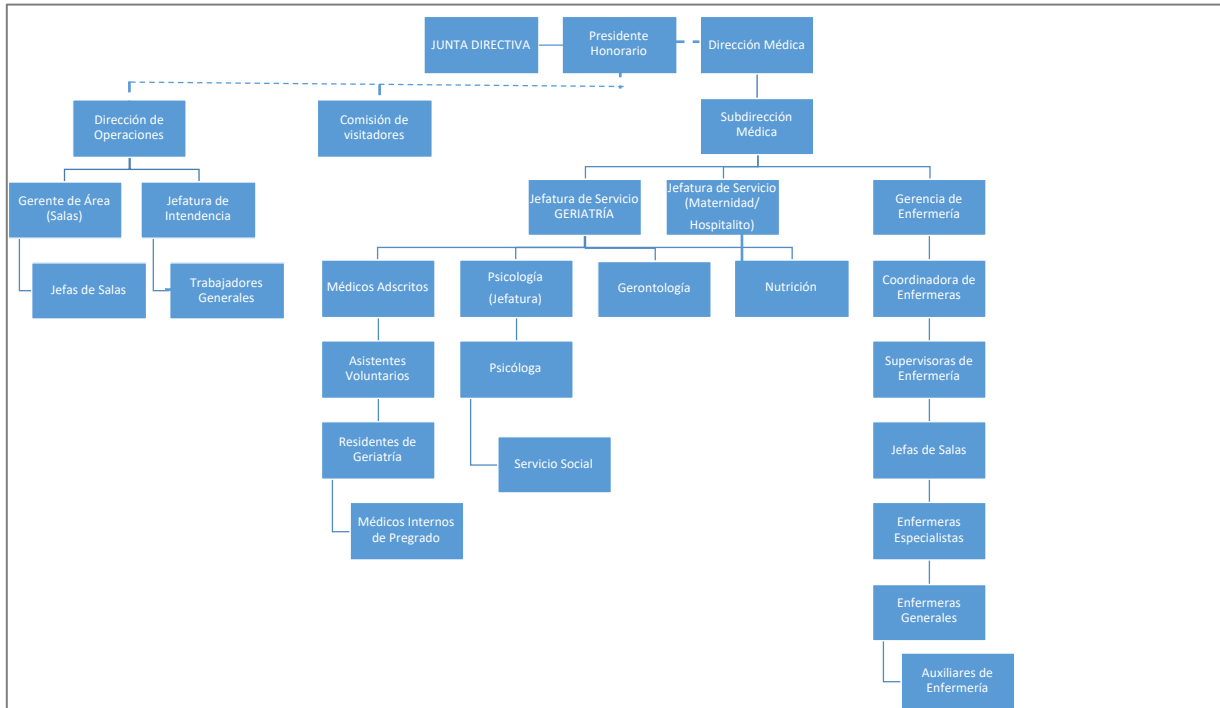 JUNTA DIRECTIVA
Presidente
Honorario
Dirección Médica
Dirección de
Operaciones
Comisión de
visitadores
Subdirección
Médica
Gerente de Área
(Salas)
Jefatura de
Intendencia
Jefatura de Servicio
GERIATRÍA
Jefatura de Servicio
(Maternidad/
Hospitalito)
Gerencia de
Enfermería
Jefas de Salas
Trabajadores
Generales
Médicos Adscritos
Psicología
(Jefatura)
Gerontología
Nutrición
Coordinadora de
Enfermeras
Asistentes
Voluntarios
Psicóloga
Supervisoras de
Enfermería
Residentes de
Geriatría
Servicio Social
Jefas de Salas
Médicos Internos
de Pregrado
Enfermeras
Especialistas
Enfermeras
Generales
Auxiliares de
Enfermería